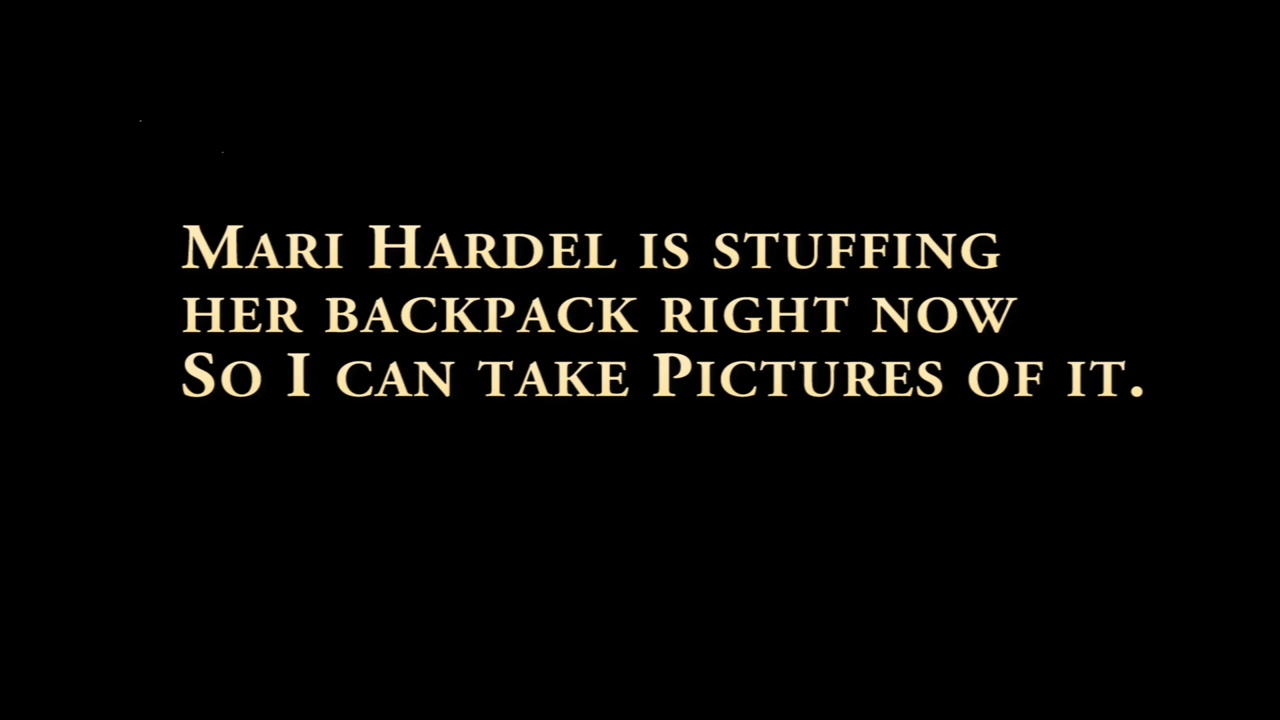 Mari Hardel is stuffing
her backpack right now
So I can take Pictures of it.